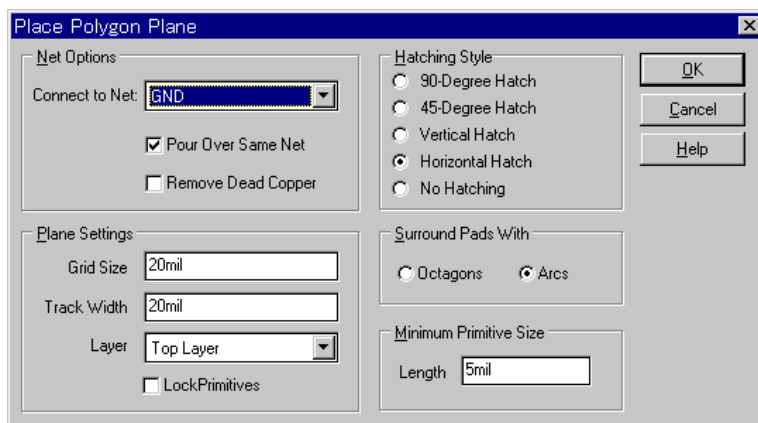 Place Polygon Plane
Net Options
Connect to Net: GND
Pour Over Same Net
Remove Dead Copper
Hatching Style
90-Degree Hatch
45-Degree Hatch
Vertical Hatch
Horizontal Hatch
No Hatching
OK
Cancel
Help
Plane Settings
Grid Size 20mil
Track Width 20mil
Layer Top Layer
LockPrimitives
Surround Pads With
Octagons Arcs
Minimum Primitive Size
Length 5mil